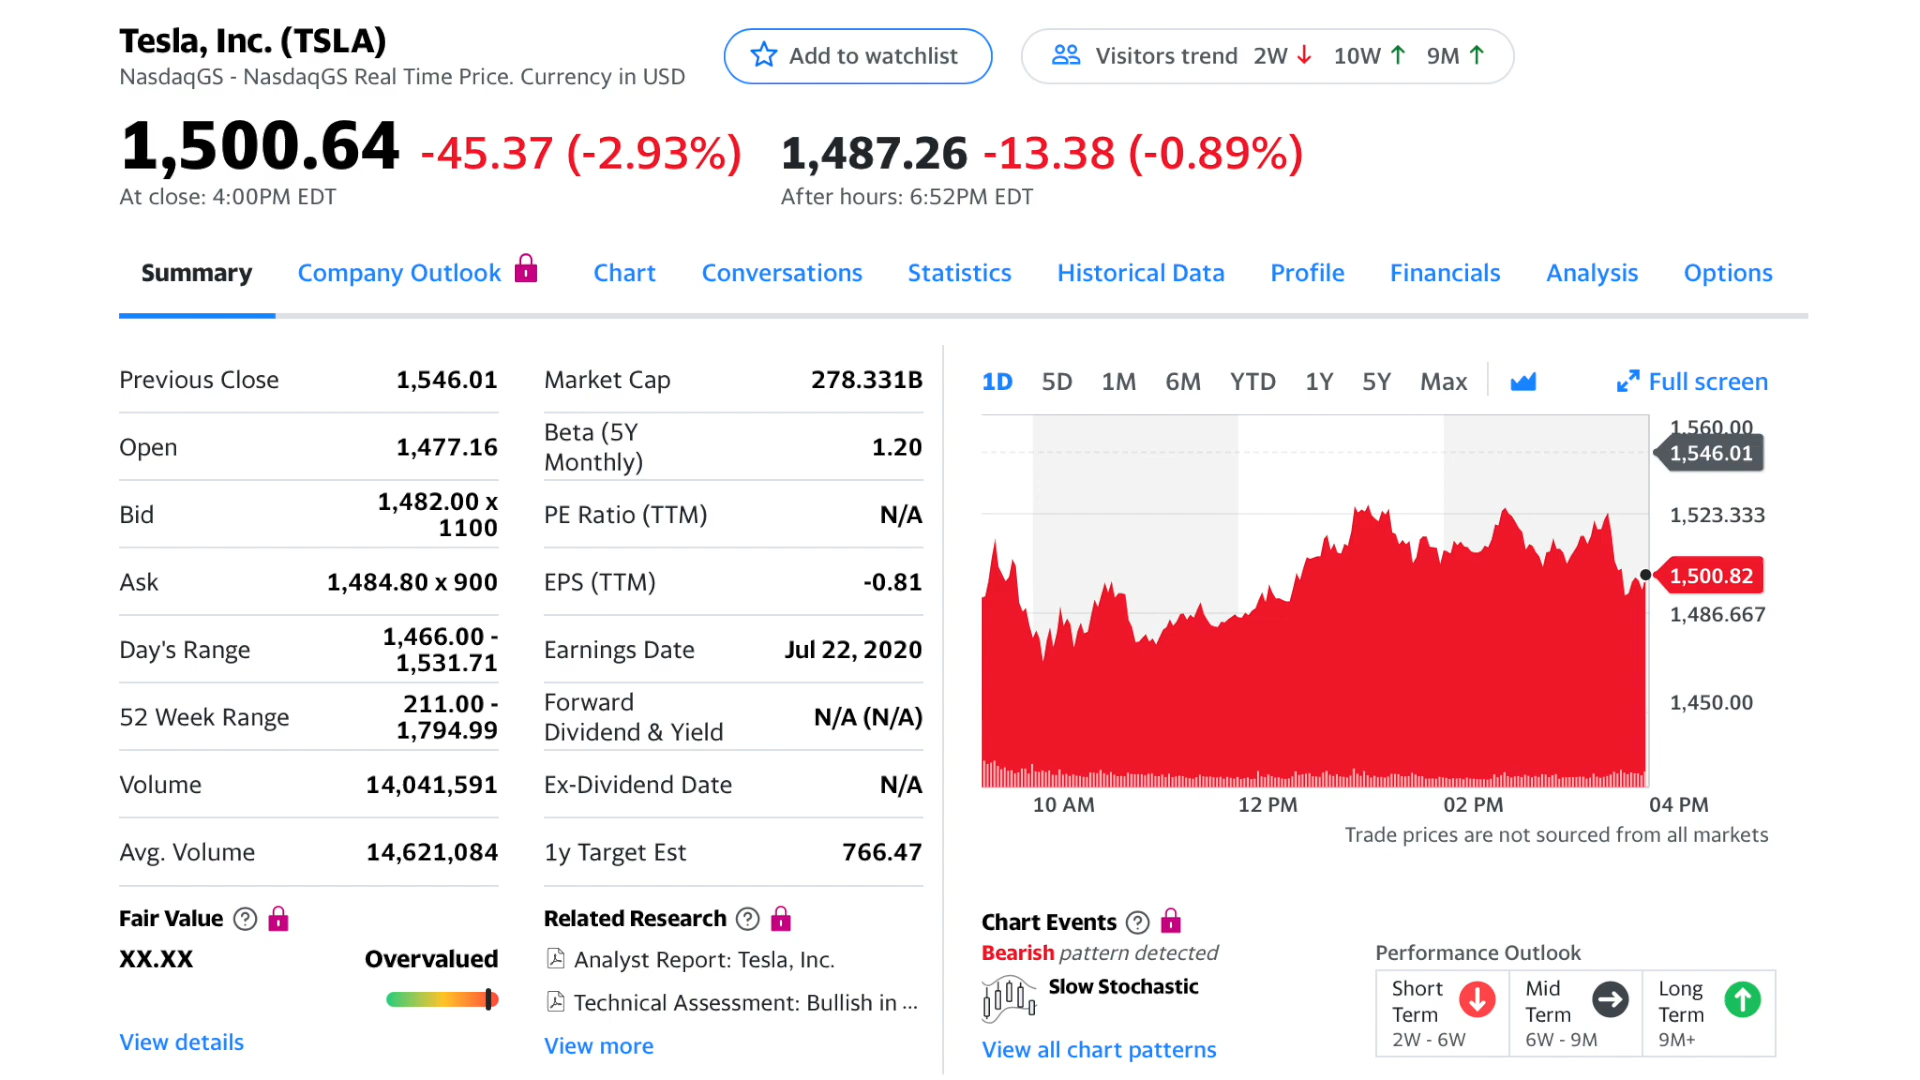 Tesla, Inc. (TSLA)
NasdaqGS - NasdaqGS Real Time Price. Currency in USD
Add to watchlist
Visitors trend 2W ↓ 10W ↑ 9M ↑
1,500.64 -45.37 (-2.93%)
At close: 4:00PM EDT
1,487.26 -13.38 (-0.89%)
After hours: 6:52PM EDT
Summary Company Outlook Chart Conversations Statistics Historical Data Profile Financials Analysis Options
Previous Close 1,546.01
Open 1,477.16
Bid 1,482.00 x
1100
Ask 1,484.80 x 900
Day's Range 1,466.00 -
1,531.71
52 Week Range 211.00 -
1,794.99
Volume 14,041,591
Avg. Volume 14,621,084
Market Cap 278.331B
Beta (5Y
Monthly) 1.20
PE Ratio (TTM) N/A
EPS (TTM) -0.81
Earnings Date Jul 22, 2020
Forward
Dividend & Yield N/A (N/A)
Ex-Dividend Date N/A
1y Target Est 766.47
1D 5D 1M 6M YTD 1Y 5Y Max Full screen
1,560.00
1,546.01
1,523.333
1,500.82
1,486.667
1,450.00
10 AM 12 PM 02 PM 04 PM
Trade prices are not sourced from all markets
Fair Value ?
XX.XX Overvalued
View details
Related Research ?
Analyst Report: Tesla, Inc.
Technical Assessment: Bullish in ...
View more
Chart Events ?
Bearish pattern detected
Slow Stochastic
View all chart patterns
Performance Outlook
Short
Term
2W - 6W
Mid
Term
6W - 9M
Long
Term
9M+